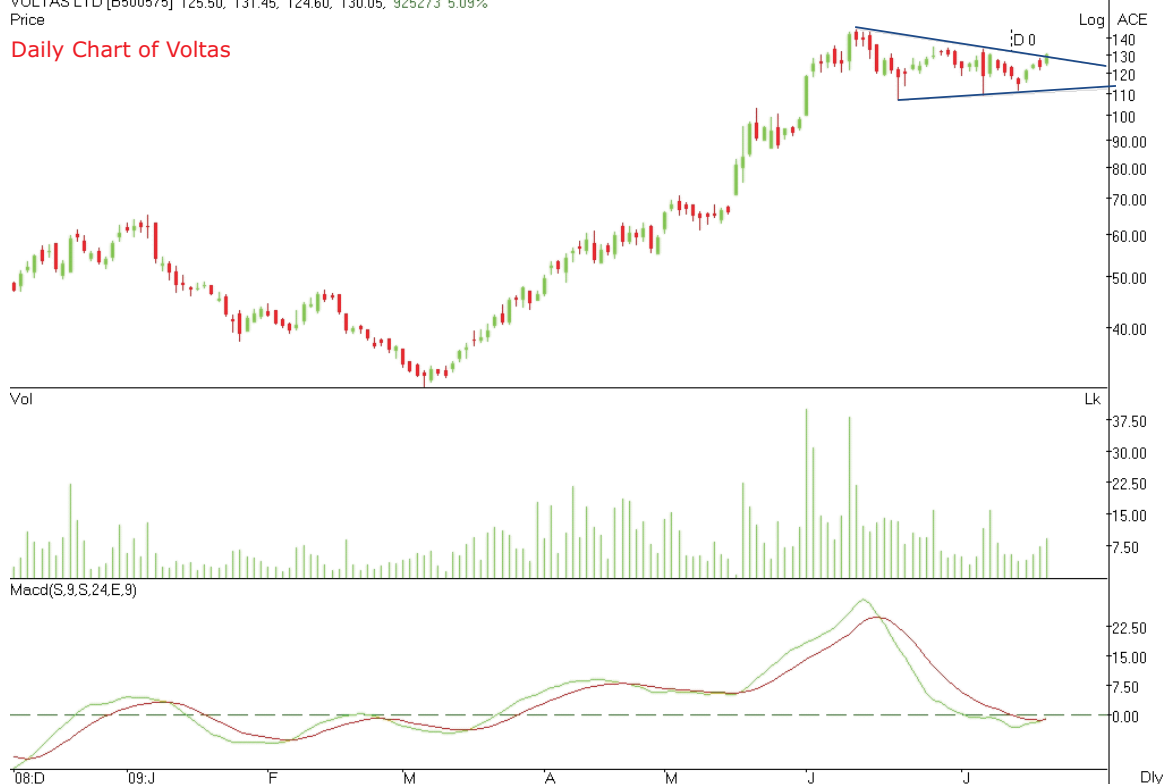 VOLTAS LTD [B500575] 125.50, 131.45, 124.60, 130.05, 925273 5.09%
Price
Log
ACE
Daily Chart of Voltas
D 0
140
130
120
110
100
90.00
80.00
70.00
60.00
50.00
40.00
Vol
Lk
37.50
30.00
22.50
15.00
7.50
Macd(S,9,S,24,E,9)
22.50
15.00
7.50
0.00
08:D 09:J F M A M J J Dly